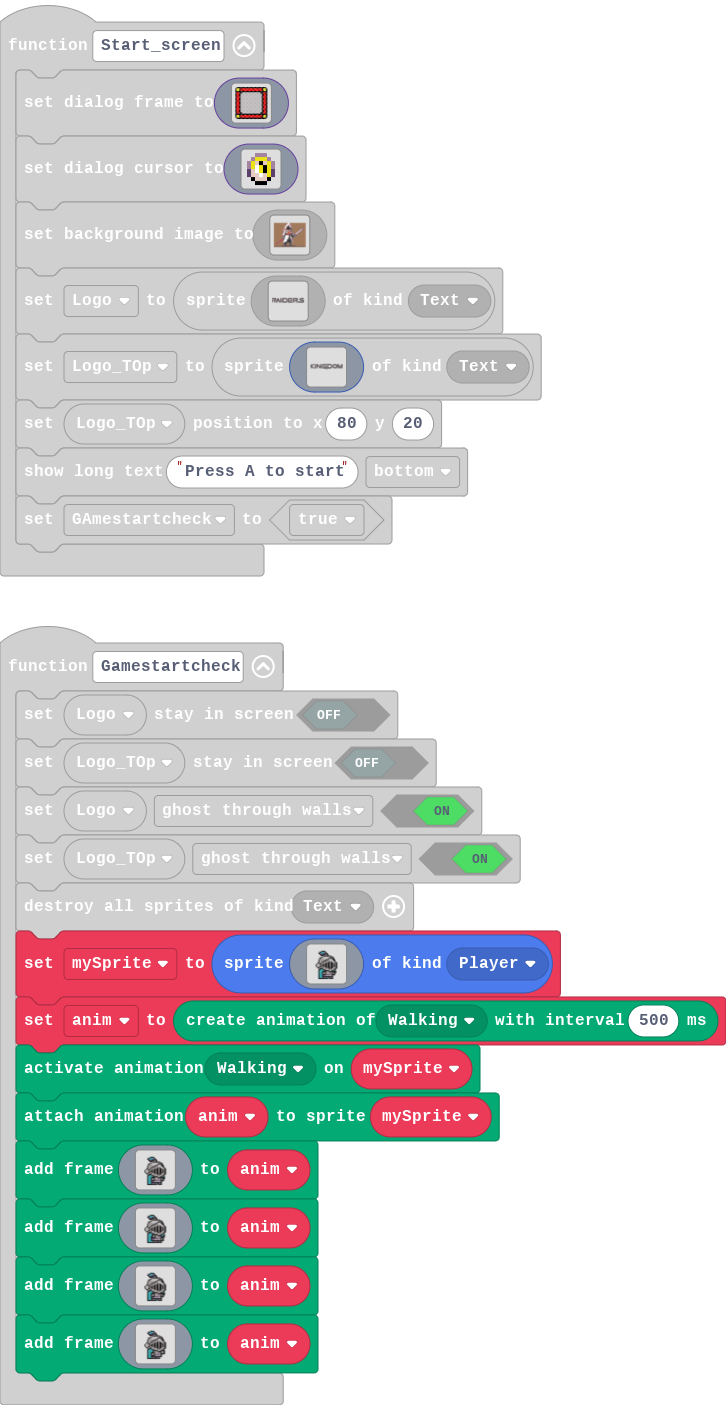 function Start_screen
set dialog frame to
set dialog cursor to
set background image to
set Logo to sprite RAIDERS of kind Text
set Logo_TOp to sprite KINGDOM of kind Text
set Logo_TOp position to x 80 y 20
show long text "Press A to start" bottom
set GAmestartcheck to true
function Gamestartcheck
set Logo stay in screen OFF
set Logo_TOp stay in screen OFF
set Logo ghost through walls ON
set Logo_TOp ghost through walls ON
destroy all sprites of kind Text
set mySprite to sprite of kind Player
set anim to create animation of Walking with interval 500 ms
activate animation Walking on mySprite
attach animation anim to sprite mySprite
add frame to anim
add frame to anim
add frame to anim
add frame to anim